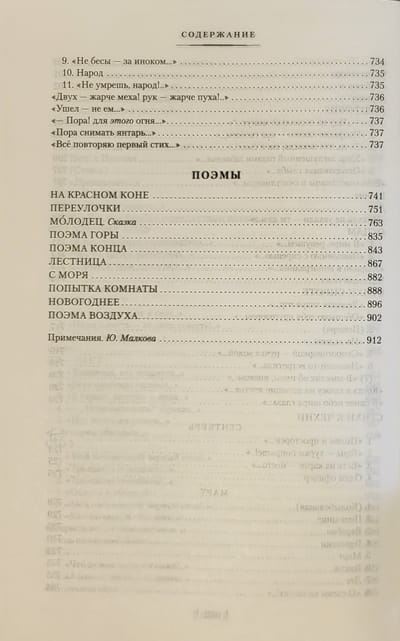 СОДЕРЖАНИЕ
9. «Не бесы — за иноком...» 734
10. Народ 735
11. «Не умрешь, народ!..» 735
«Двух — жарче меха! рук — жарче пуха!..» 736
«Ушел — не ем...» 736
«— Пора! для этого огня...» 737
«Пора снимать янтарь...» 737
«Всё повторяю первый стих...» 737
ПОЭМЫ
НА КРАСНОМ КОНЕ 741
ПЕРЕУЛОЧКИ 751
МÓЛОДЕЦ. Сказка 763
ПОЭМА ГОРЫ 835
ПОЭМА КОНЦА 843
ЛЕСТНИЦА 867
С МОРЯ 882
ПОПЫТКА КОМНАТЫ 888
НОВОГОДНЕЕ 896
ПОЭМА ВОЗДУХА 902
Примечания. Ю. Малкова 912